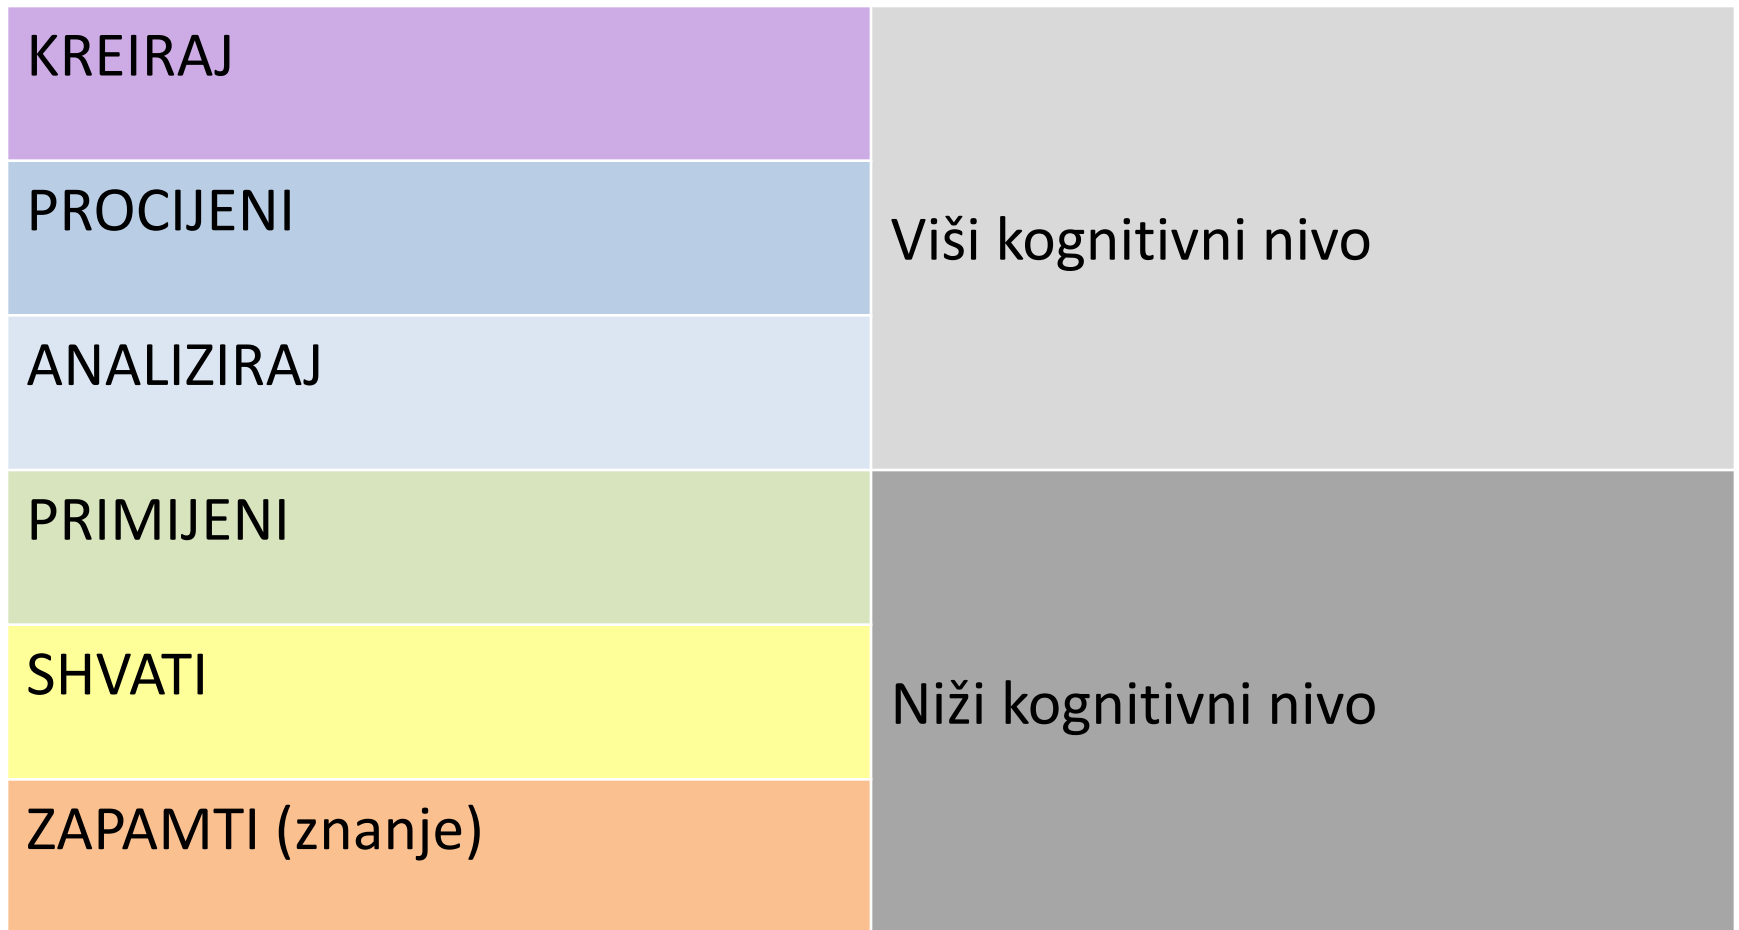 KREIRAJ
PROCIJENI
ANALIZIRAJ
Viši kognitivni nivo
PRIMIJENI
SHVATI
ZAPAMTI (znanje)
Niži kognitivni nivo